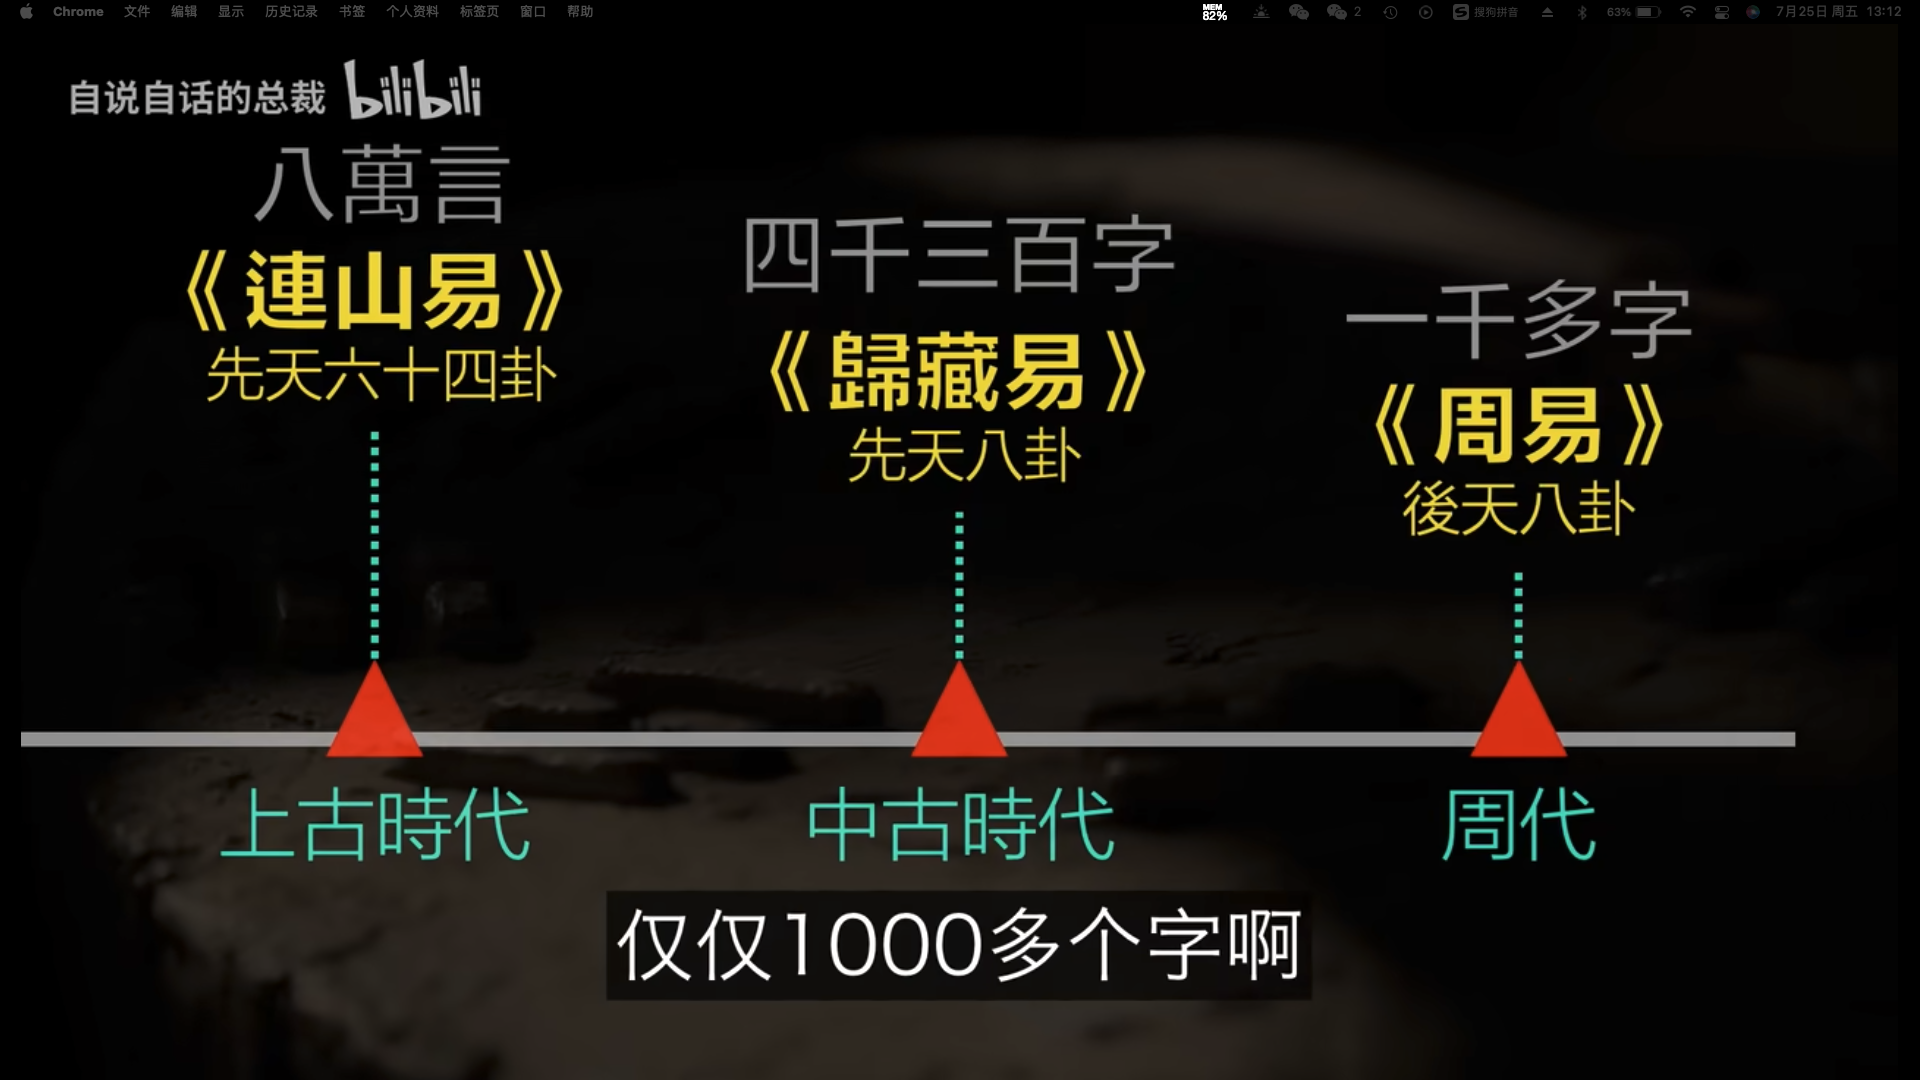 Chrome 文件 编辑 显示 历史记录 书签 个人资料 标签页 窗口 帮助 MEM 82% 2 搜狗拼音 63% 7月25日 周五 13:12
自说自话的总裁 bilibili
八萬言
《連山易》
先天六十四卦
四千三百字
《歸藏易》
先天八卦
一千多字
《周易》
後天八卦
上古時代
中古時代
周代
仅仅1000多个字啊